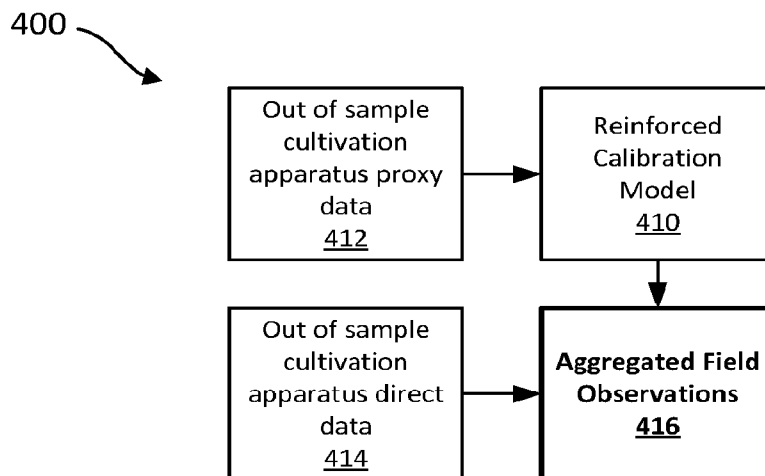 400
Out of sample
cultivation
apparatus proxy
data
412
Reinforced
Calibration
Model
410
Out of sample
cultivation
apparatus direct
data
414
Aggregated Field
Observations
416